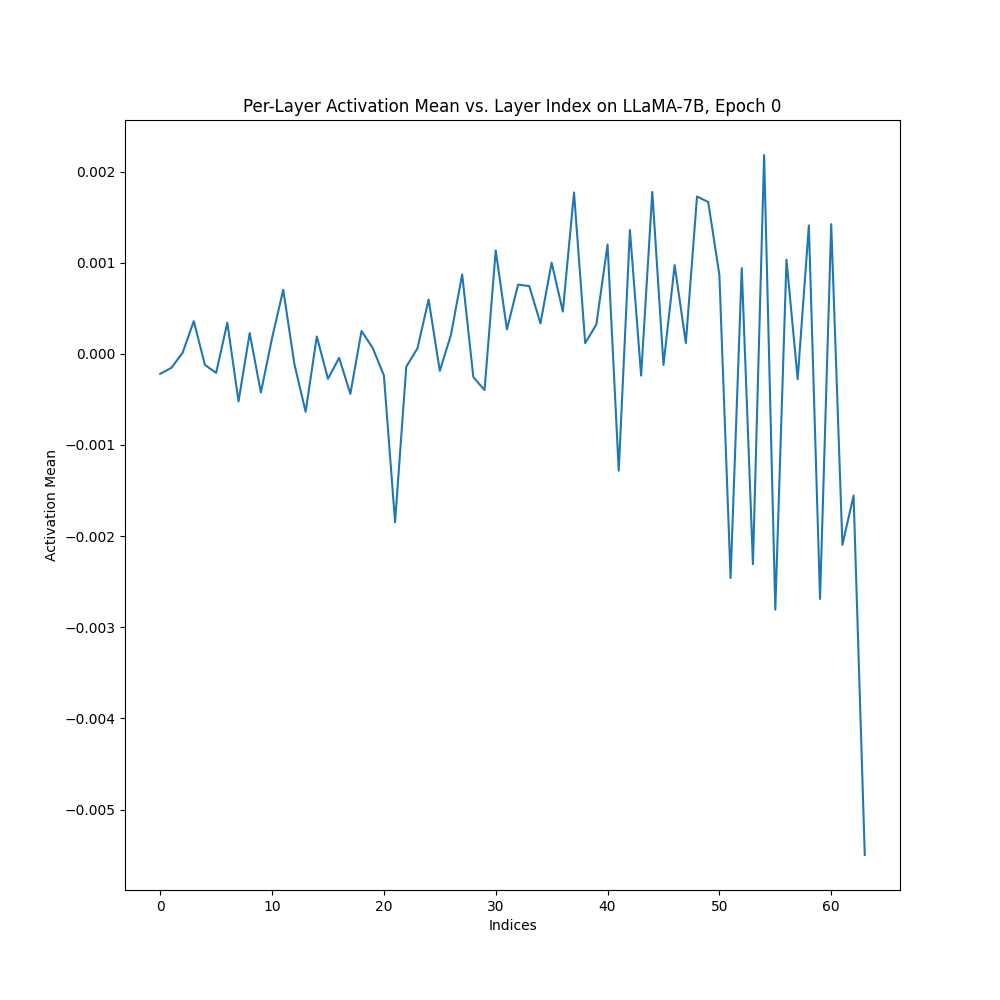 Per-Layer Activation Mean vs. Layer Index on LLaMA-7B, Epoch 0
0.002
0.001
0.000
−0.001
−0.002
−0.003
−0.004
−0.005
Activation Mean
0 10 20 30 40 50 60
Indices